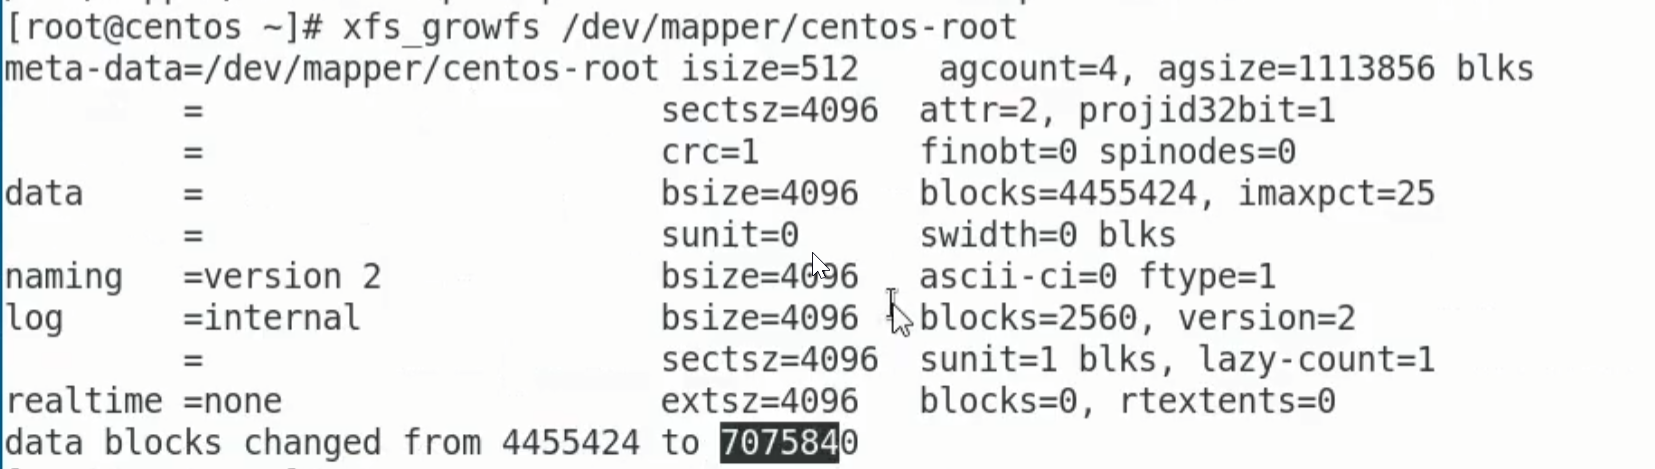 [root@centos ~]# xfs_growfs /dev/mapper/centos-root
meta-data=/dev/mapper/centos-root isize=512    agcount=4, agsize=1113856 blks
         =                       sectsz=4096  attr=2, projid32bit=1
         =                       crc=1        finobt=0 spinodes=0
data     =                       bsize=4096   blocks=4455424, imaxpct=25
         =                       sunit=0      swidth=0 blks
naming   =version 2              bsize=4096   ascii-ci=0 ftype=1
log      =internal               bsize=4096   blocks=2560, version=2
         =                       sectsz=4096  sunit=1 blks, lazy-count=1
realtime =none                   extsz=4096   blocks=0, rtextents=0
data blocks changed from 4455424 to 7075840